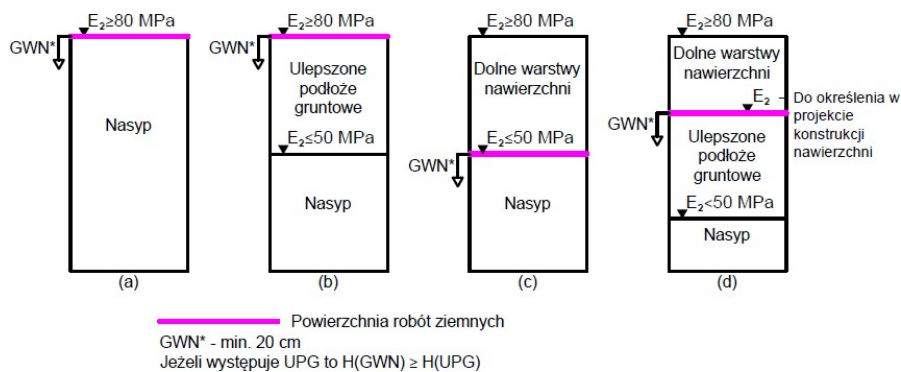 E₂≥80 MPa
GWN*
Nasyp
(a)
E₂≥80 MPa
GWN*
Ulepszone
podłoże
gruntowe
E₂≤50 MPa
Nasyp
(b)
E₂≥80 MPa
Dolne warstwy
nawierzchni
E₂≤50 MPa
GWN*
Nasyp
(c)
E₂≥80 MPa
Dolne warstwy
nawierzchni
E₂ - Do określenia w
projekcie
konstrukcji
nawierzchni
GWN*
Ulepszone
podłoże
gruntowe
E₂<50 MPa
Nasyp
(d)
Powierzchnia robót ziemnych
GWN* - min. 20 cm
Jeżeli występuje UPG to H(GWN) ≥ H(UPG)